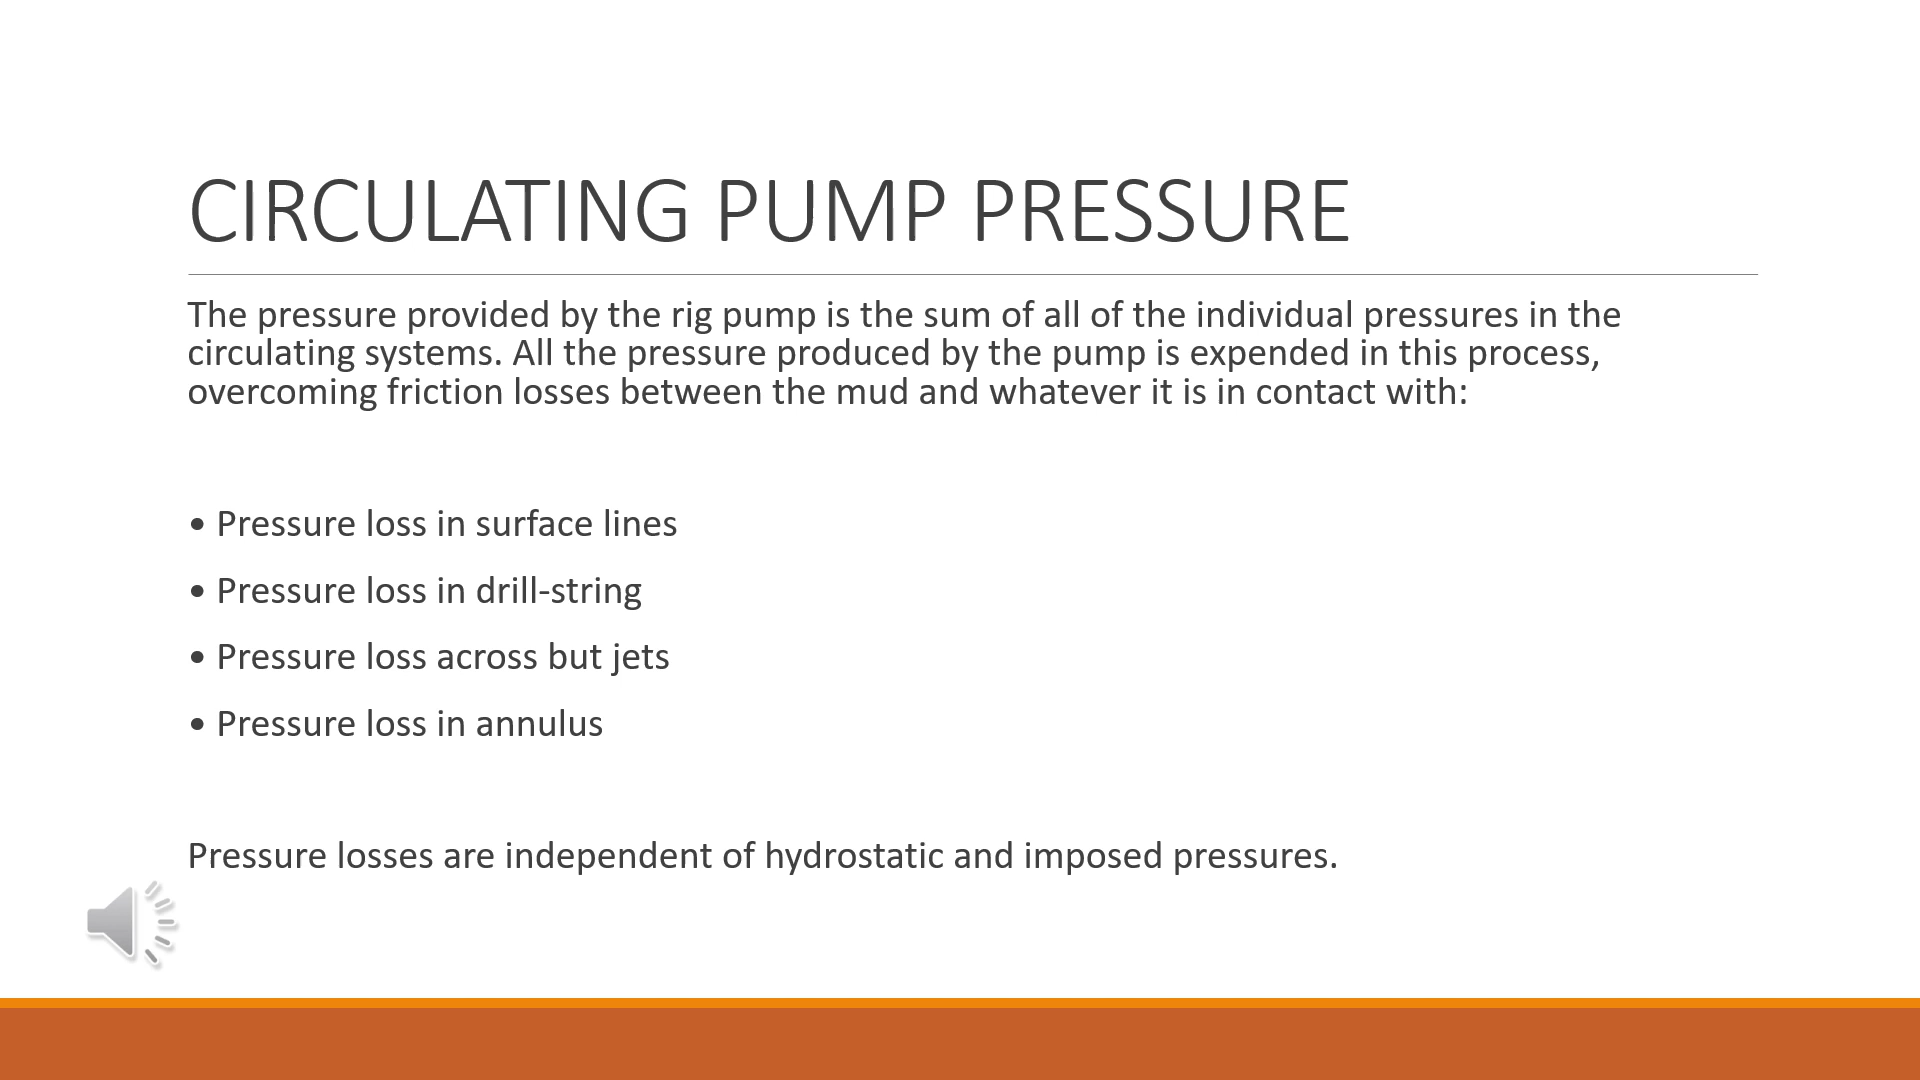 CIRCULATING PUMP PRESSURE
The pressure provided by the rig pump is the sum of all of the individual pressures in the
circulating systems. All the pressure produced by the pump is expended in this process,
overcoming friction losses between the mud and whatever it is in contact with:
• Pressure loss in surface lines
• Pressure loss in drill-string
• Pressure loss across but jets
• Pressure loss in annulus
Pressure losses are independent of hydrostatic and imposed pressures.